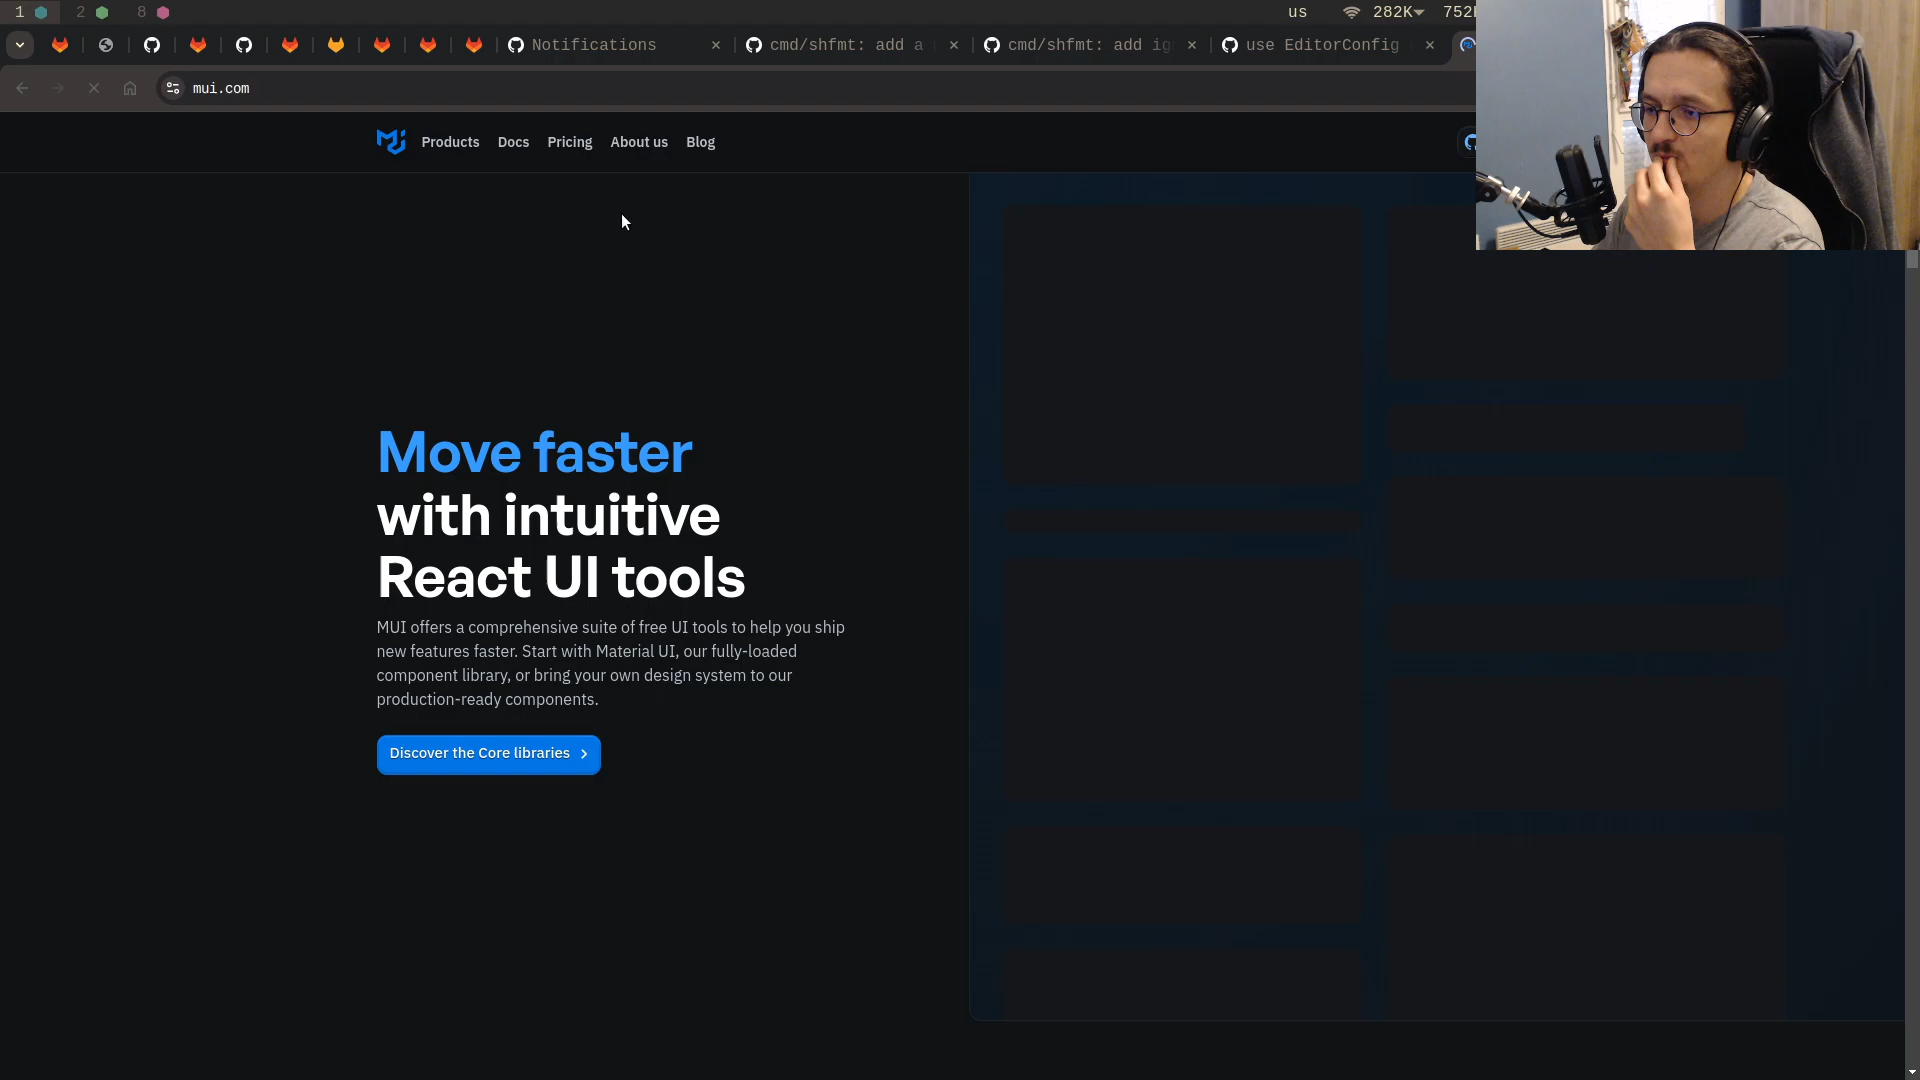 1 2 8 us 282K 752
Notifications cmd/shfmt: add a cmd/shfmt: add ig use EditorConfig
mui.com
Products Docs Pricing About us Blog
Move faster
with intuitive
React UI tools
MUI offers a comprehensive suite of free UI tools to help you ship
new features faster. Start with Material UI, our fully-loaded
component library, or bring your own design system to our
production-ready components.
Discover the Core libraries